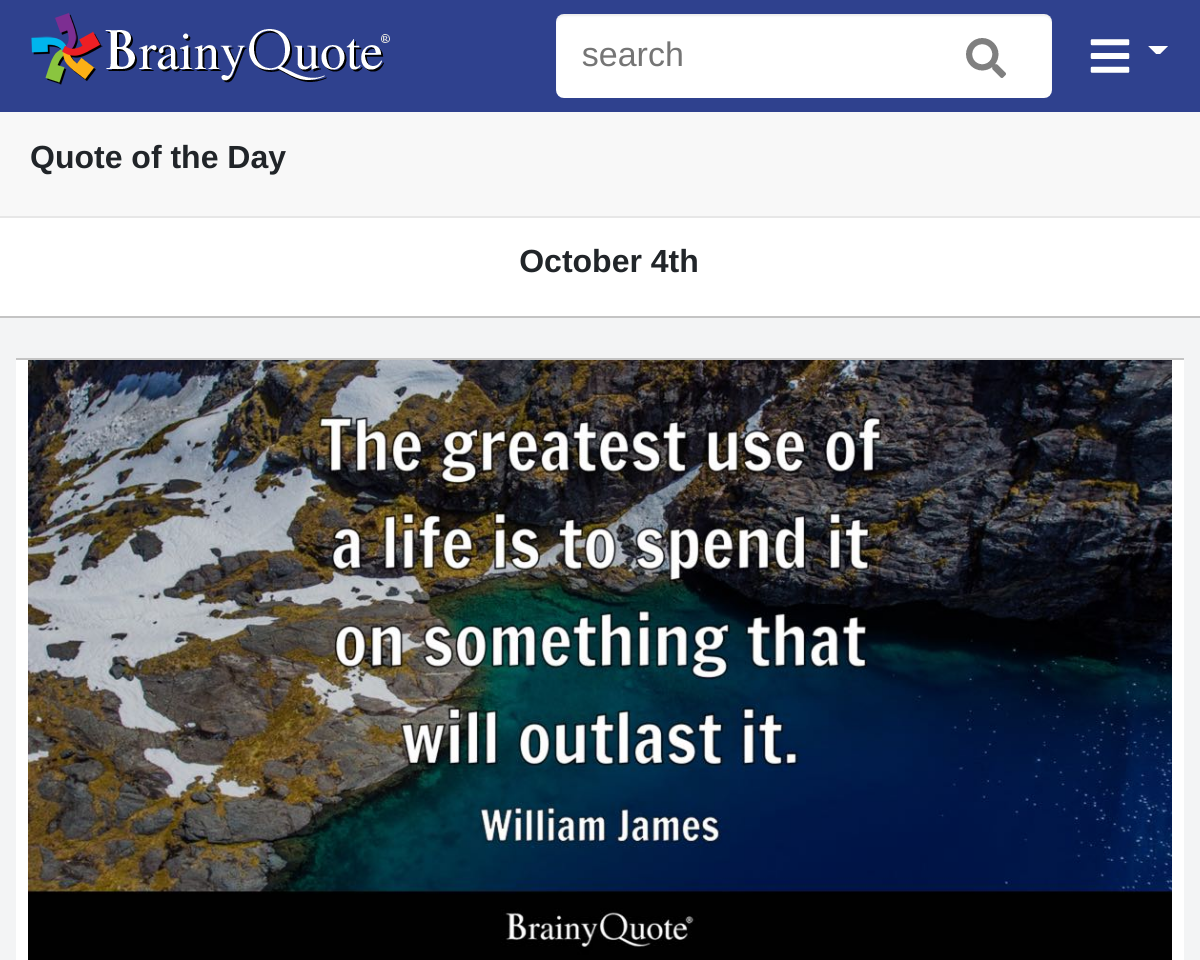 BrainyQuote®
search
Quote of the Day
October 4th
The greatest use of
a life is to spend it
on something that
will outlast it.
William James
BrainyQuote®